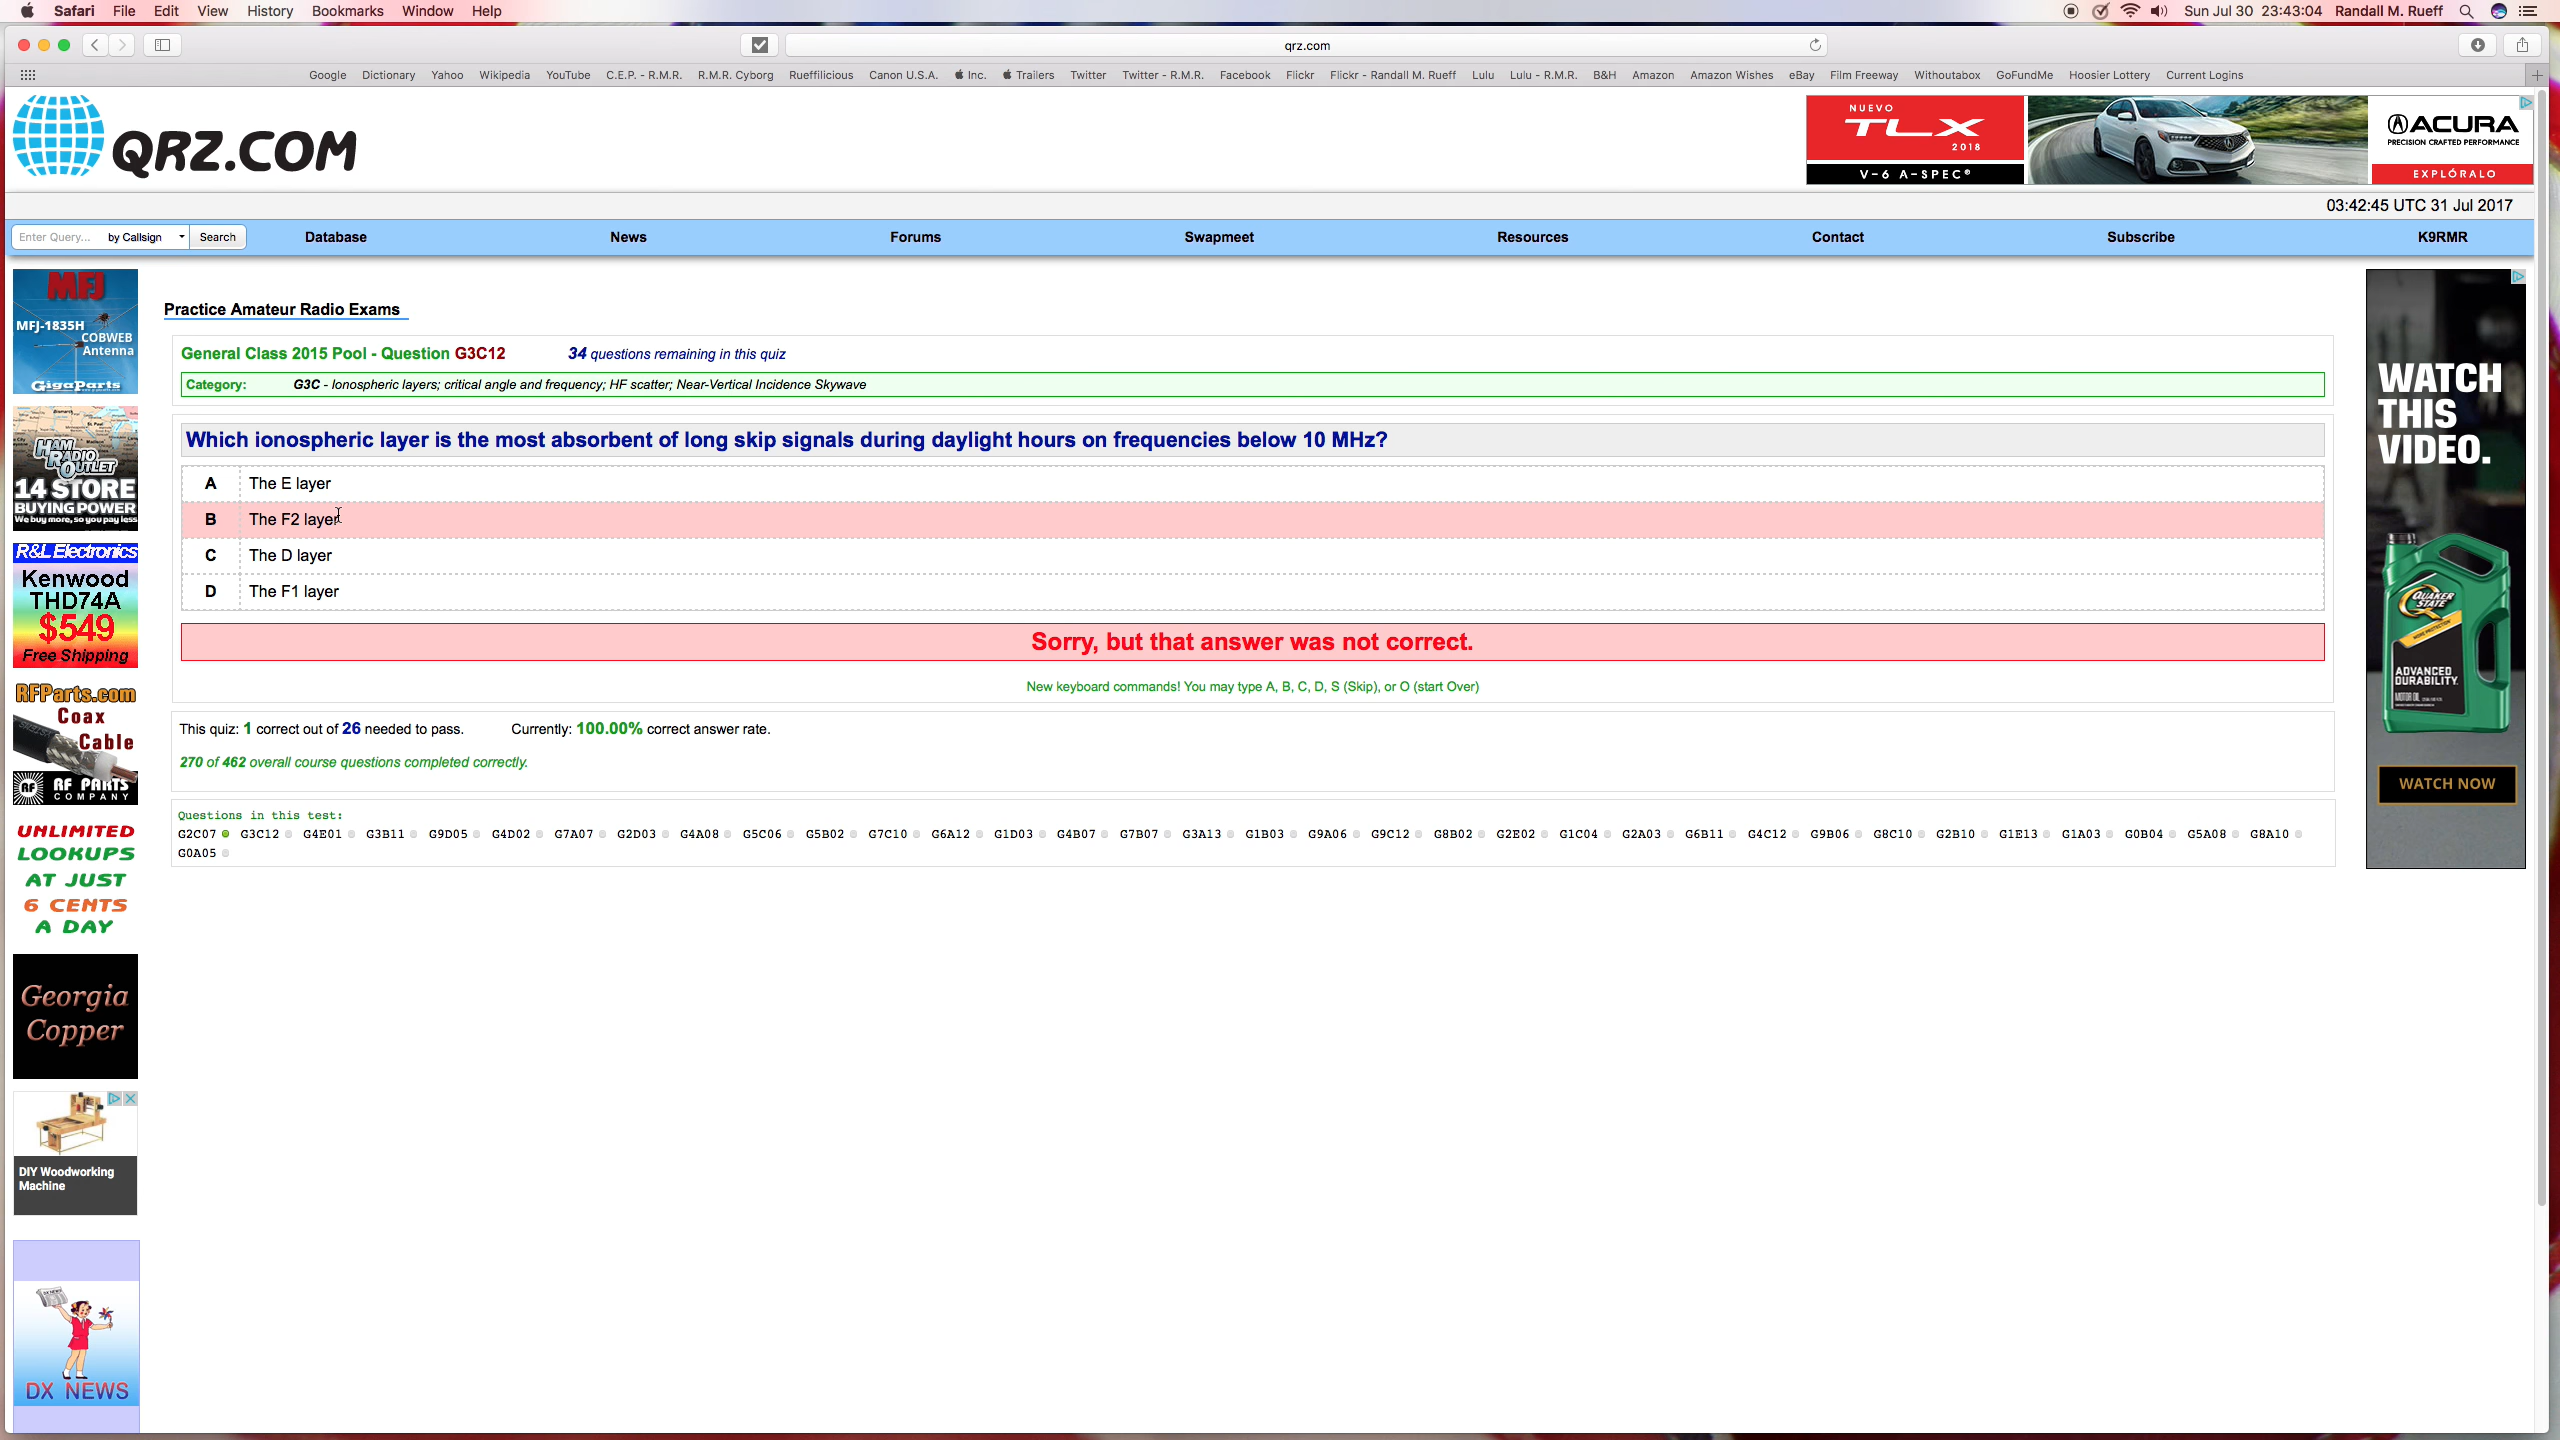 Safari File Edit View History Bookmarks Window Help
Sun Jul 30 23:43:04 Randall M. Rueff
qrz.com
Google Dictionary Yahoo Wikipedia YouTube C.E.P. - R.M.R. R.M.R. Cyborg Rueffilicious Canon U.S.A. Inc. Trailers Twitter Twitter - R.M.R. Facebook Flickr Flickr - Randall M. Rueff Lulu Lulu - R.M.R. B&H Amazon Amazon Wishes eBay Film Freeway Withoutabox GoFundMe Hoosier Lottery Current Logins
QRZ.COM
NUEVO
TLX
2018
V-6 A-SPEC®
ACURA
PRECISION CRAFTED PERFORMANCE
EXPLÓRALO
03:42:45 UTC 31 Jul 2017
Enter Query... by Callsign Search Database News Forums Swapmeet Resources Contact Subscribe K9RMR
MFJ
MFJ-1835H
COBWEB
Antenna
GigaParts
HAM RADIO OUTLET
14 STORE
BUYING POWER
We buy more, so you pay less
R&L Electronics
Kenwood
THD74A
$549
Free Shipping
RFParts.com
Coax
Cable
RF RF PARTS
COMPANY
UNLIMITED
LOOKUPS
AT JUST
6 CENTS
A DAY
Georgia
Copper
DIY Woodworking
Machine
DX NEWS
Practice Amateur Radio Exams
General Class 2015 Pool - Question G3C12 34 questions remaining in this quiz
Category: G3C - Ionospheric layers; critical angle and frequency; HF scatter; Near-Vertical Incidence Skywave
Which ionospheric layer is the most absorbent of long skip signals during daylight hours on frequencies below 10 MHz?
A The E layer
B The F2 layer
C The D layer
D The F1 layer
Sorry, but that answer was not correct.
New keyboard commands! You may type A, B, C, D, S (Skip), or O (start Over)
This quiz: 1 correct out of 26 needed to pass. Currently: 100.00% correct answer rate.
270 of 462 overall course questions completed correctly.
Questions in this test:
G2C07 G3C12 G4E01 G3B11 G9D05 G4D02 G7A07 G2D03 G4A08 G5C06 G5B02 G7C10 G6A12 G1D03 G4B07 G7B07 G3A13 G1B03 G9A06 G9C12 G8B02 G2E02 G1C04 G2A03 G6B11 G4C12 G9B06 G8C10 G2B10 G1E13 G1A03 G0B04 G5A08 G8A10
G0A05
WATCH
THIS
VIDEO.
QUAKER
STATE
ADVANCED
DURABILITY
MOTOR OIL
WATCH NOW